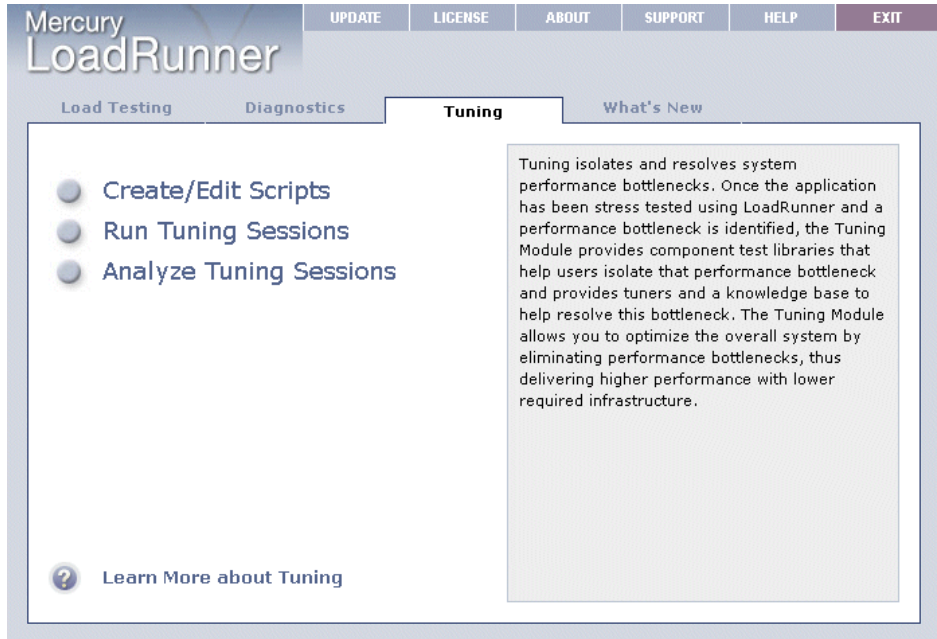 Mercury
LoadRunner
UPDATE LICENSE ABOUT SUPPORT HELP EXIT
Load Testing Diagnostics Tuning What's New
Create/Edit Scripts
Run Tuning Sessions
Analyze Tuning Sessions
Tuning isolates and resolves system
performance bottlenecks. Once the application
has been stress tested using LoadRunner and a
performance bottleneck is identified, the Tuning
Module provides component test libraries that
help users isolate that performance bottleneck
and provides tuners and a knowledge base to
help resolve this bottleneck. The Tuning Module
allows you to optimize the overall system by
eliminating performance bottlenecks, thus
delivering higher performance with lower
required infrastructure.
? Learn More about Tuning